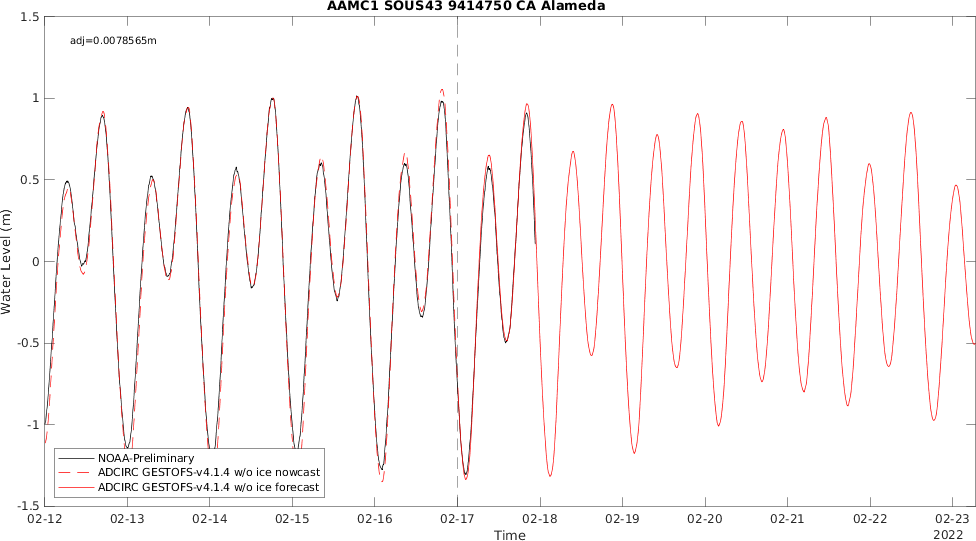 AAMC1 SOUS43 9414750 CA Alameda
1.5
adj=0.0078565m
1
0.5
0
-0.5
-1
-1.5
Water Level (m)
NOAA-Preliminary
ADCIRC GESTOFS-v4.1.4 w/o ice nowcast
ADCIRC GESTOFS-v4.1.4 w/o ice forecast
02-12 02-13 02-14 02-15 02-16 02-17 02-18 02-19 02-20 02-21 02-22 02-23
2022
Time